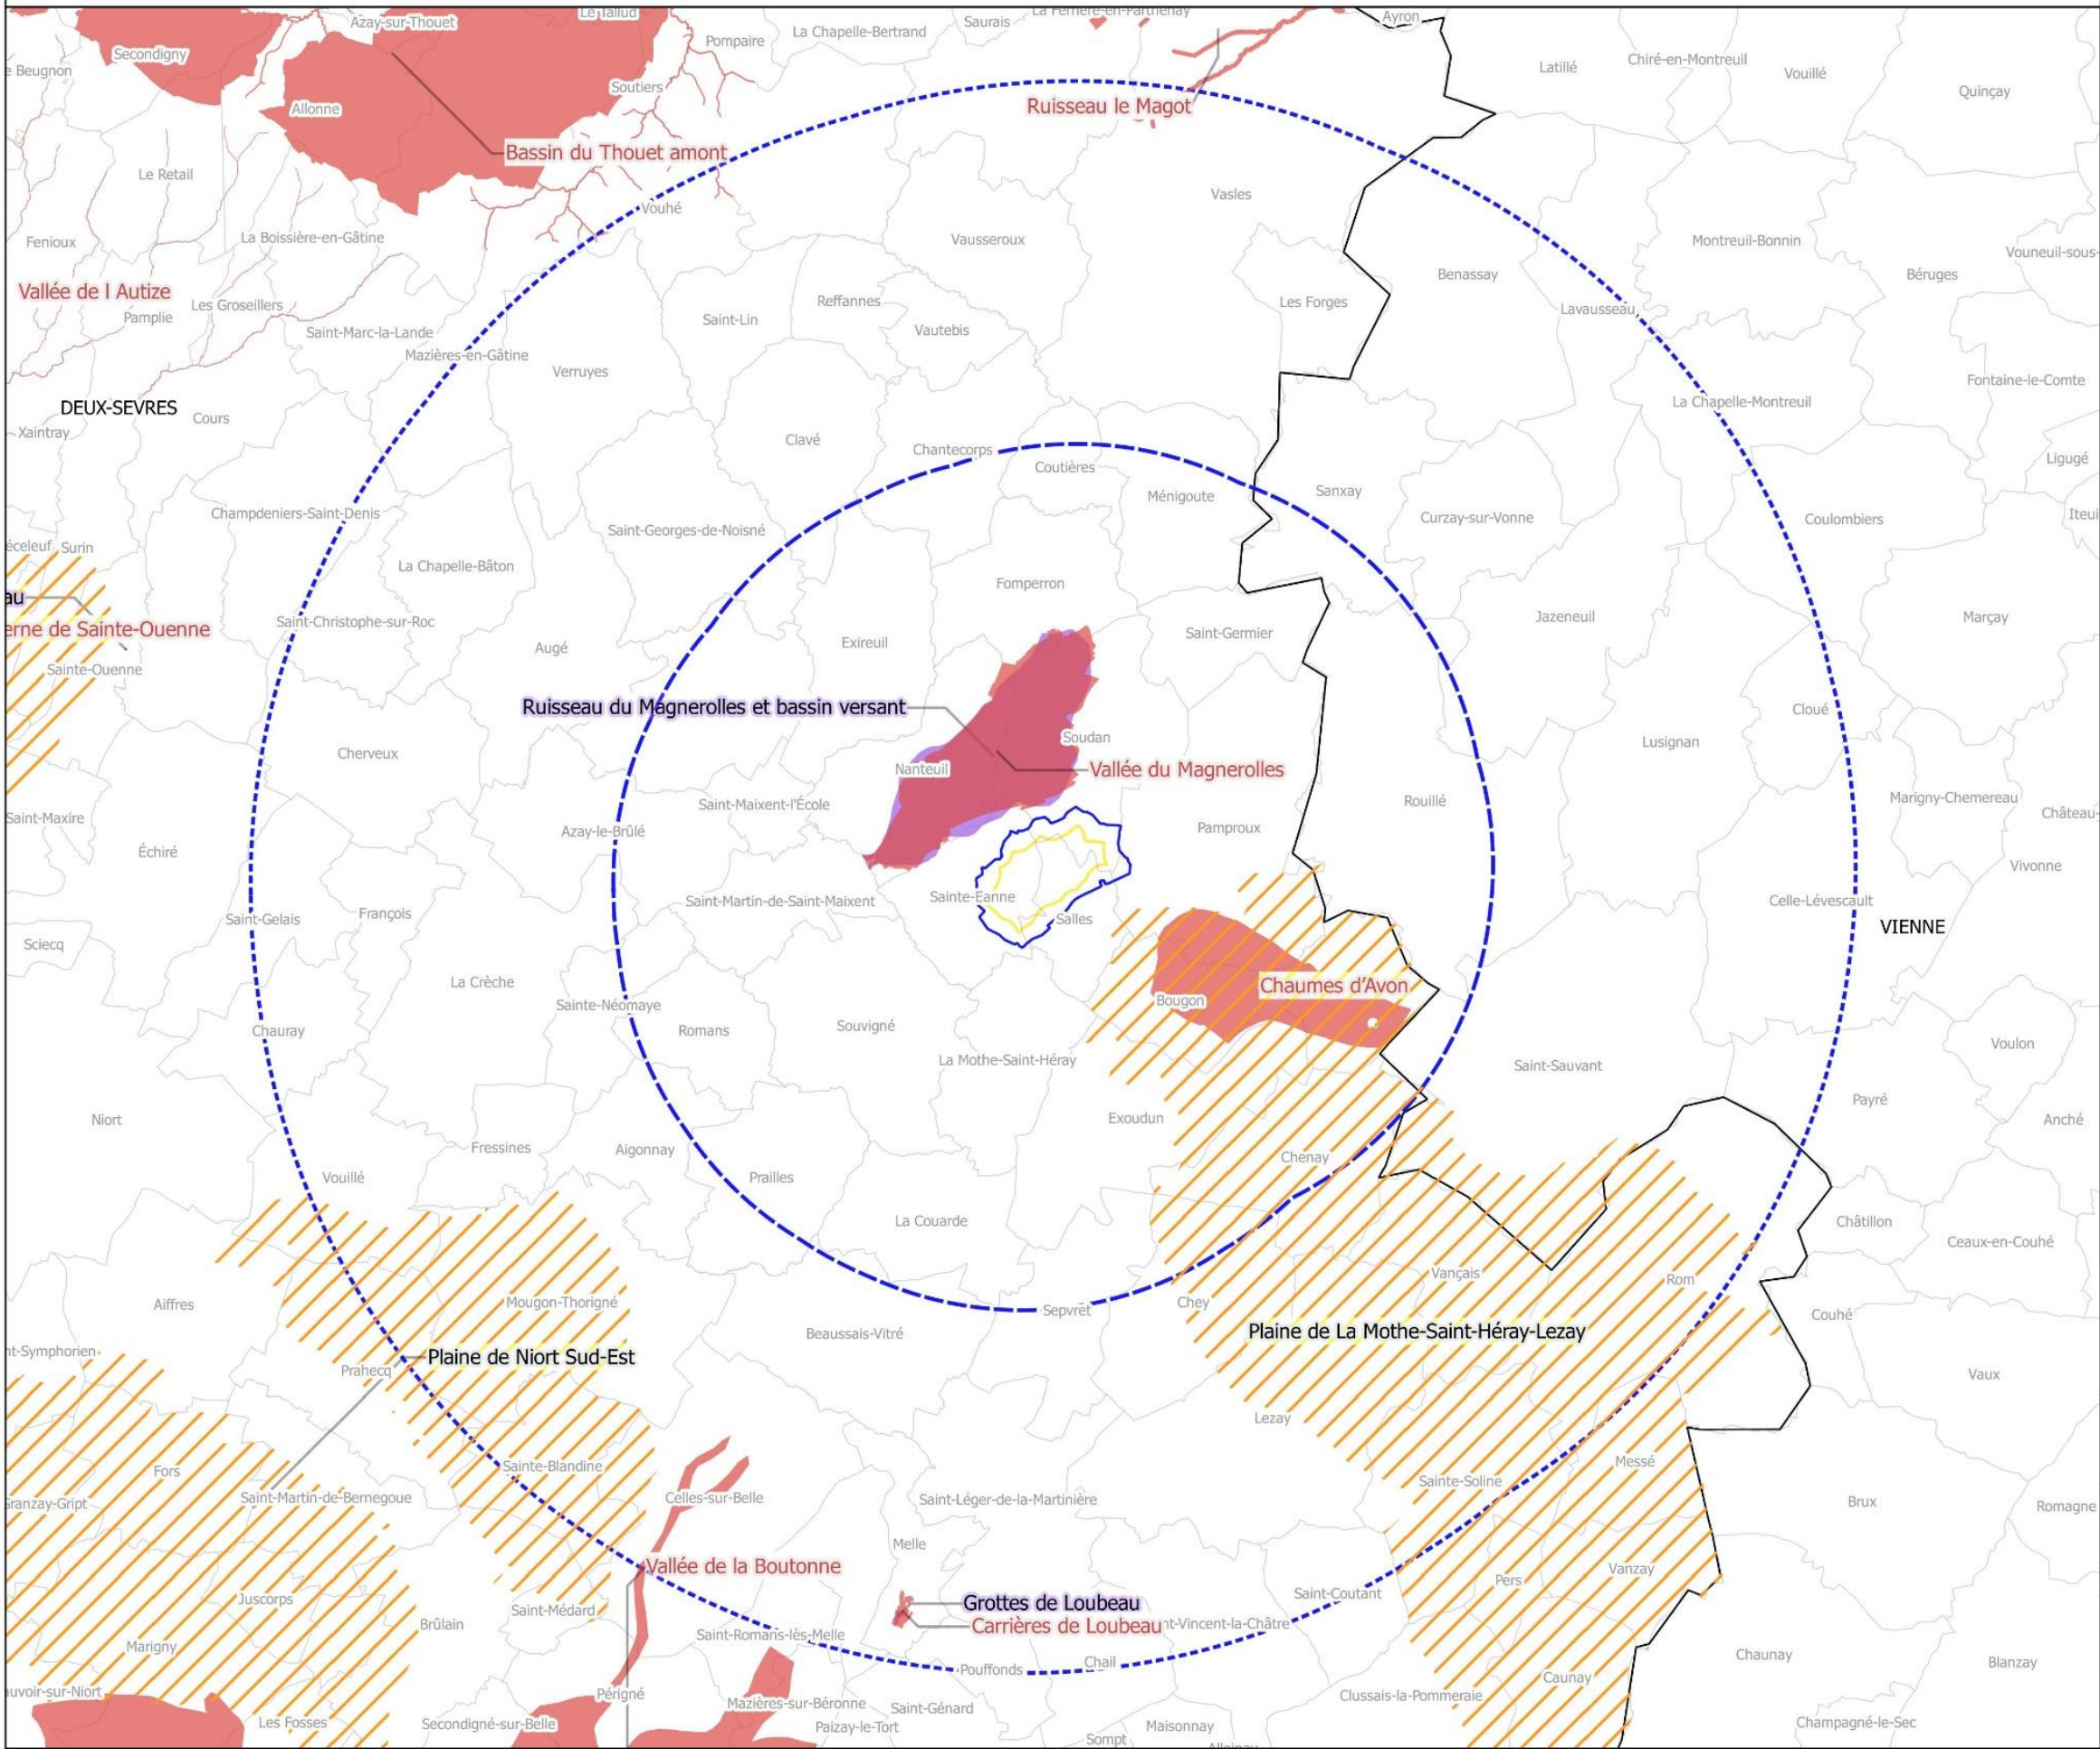 Azay-sur-Thouet
Le Tallud
La Ferrière-en-Parthenay
Ayron
Saurais
La Chapelle-Bertrand
Pompaire
Secondigny
e Beugnon
Latillé
Chiré-en-Montreuil
Vouillé
Quinçay
Soutiers
Allonne
Ruisseau le Magot
Bassin du Thouet amont
Le Retail
Vasles
Vouhé
Fenioux
La Boissière-en-Gâtine
Vausseroux
Montreuil-Bonnin
Vouneuil-sous-
Benassay
Béruges
Vallée de l Autize
Les Groseillers
Pamplie
Reffannes
Les Forges
Lavausseau
Saint-Lin
Vautebis
Saint-Marc-la-Lande
Mazières-en-Gâtine
Verruyes
Fontaine-le-Comte
DEUX-SEVRES
Cours
La Chapelle-Montreuil
Xaintray
Clavé
Chantecorps
Coutières
Ligugé
Ménigoute
Sanxay
Champdeniers-Saint-Denis
Saint-Georges-de-Noisné
Curzay-sur-Vonne
Coulombiers
Iteui
éceleuf
Surin
La Chapelle-Bâton
Fomperron
au
erne de Sainte-Ouenne
Saint-Christophe-sur-Roc
Jazeneuil
Marçay
Saint-Germier
Exireuil
Augé
Sainte-Ouenne
Ruisseau du Magnerolles et bassin versant
Cloué
Soudan
Lusignan
Cherveux
Nanteuil
Vallée du Magnerolles
Saint-Maixent-l'École
Rouillé
Marigny-Chemereau
Château-
Saint-Maxire
Azay-le-Brûlé
Pamproux
Échiré
Vivonne
Sainte-Eanne
Saint-Martin-de-Saint-Maixent
Celle-Lévescault
François
Saint-Gelais
Salles
VIENNE
Sciecq
La Crèche
Chaumes d’Avon
Bougon
Sainte-Néomaye
Chauray
Romans
Souvigné
Voulon
La Mothe-Saint-Héray
Saint-Sauvant
Payré
Niort
Exoudun
Anché
Fressines
Aigonnay
Chenay
Vouillé
Prailles
La Couarde
Châtillon
Ceaux-en-Couhé
Vançais
Rom
Aiffres
Mougon-Thorigné
Chey
Sepvret
Couhé
Beaussais-Vitré
Plaine de La Mothe-Saint-Héray-Lezay
nt-Symphorien
Plaine de Niort Sud-Est
Prahecq
Vaux
Lezay
Fors
Sainte-Blandine
Messé
Sainte-Soline
Granzay-Gript
Saint-Martin-de-Bernegoue
Celles-sur-Belle
Saint-Léger-de-la-Martinière
Brux
Romagne
Melle
Vallée de la Boutonne
Vanzay
Pers
Saint-Coutant
Juscorps
Grottes de Loubeau
Saint-Médard
Brûlain
Carrières de Loubeau
nt-Vincent-la-Châtre
Saint-Romans-lès-Melle
Marigny
Chaunay
Blanzay
Chail
Pouffonds
Caunay
auvoir-sur-Niort
Périgné
Clussais-la-Pommeraie
Mazières-sur-Béronne
Saint-Génard
Les Fosses
Secondigné-sur-Belle
Paizay-le-Tort
Maisonnay
Champagné-le-Sec
Sompt